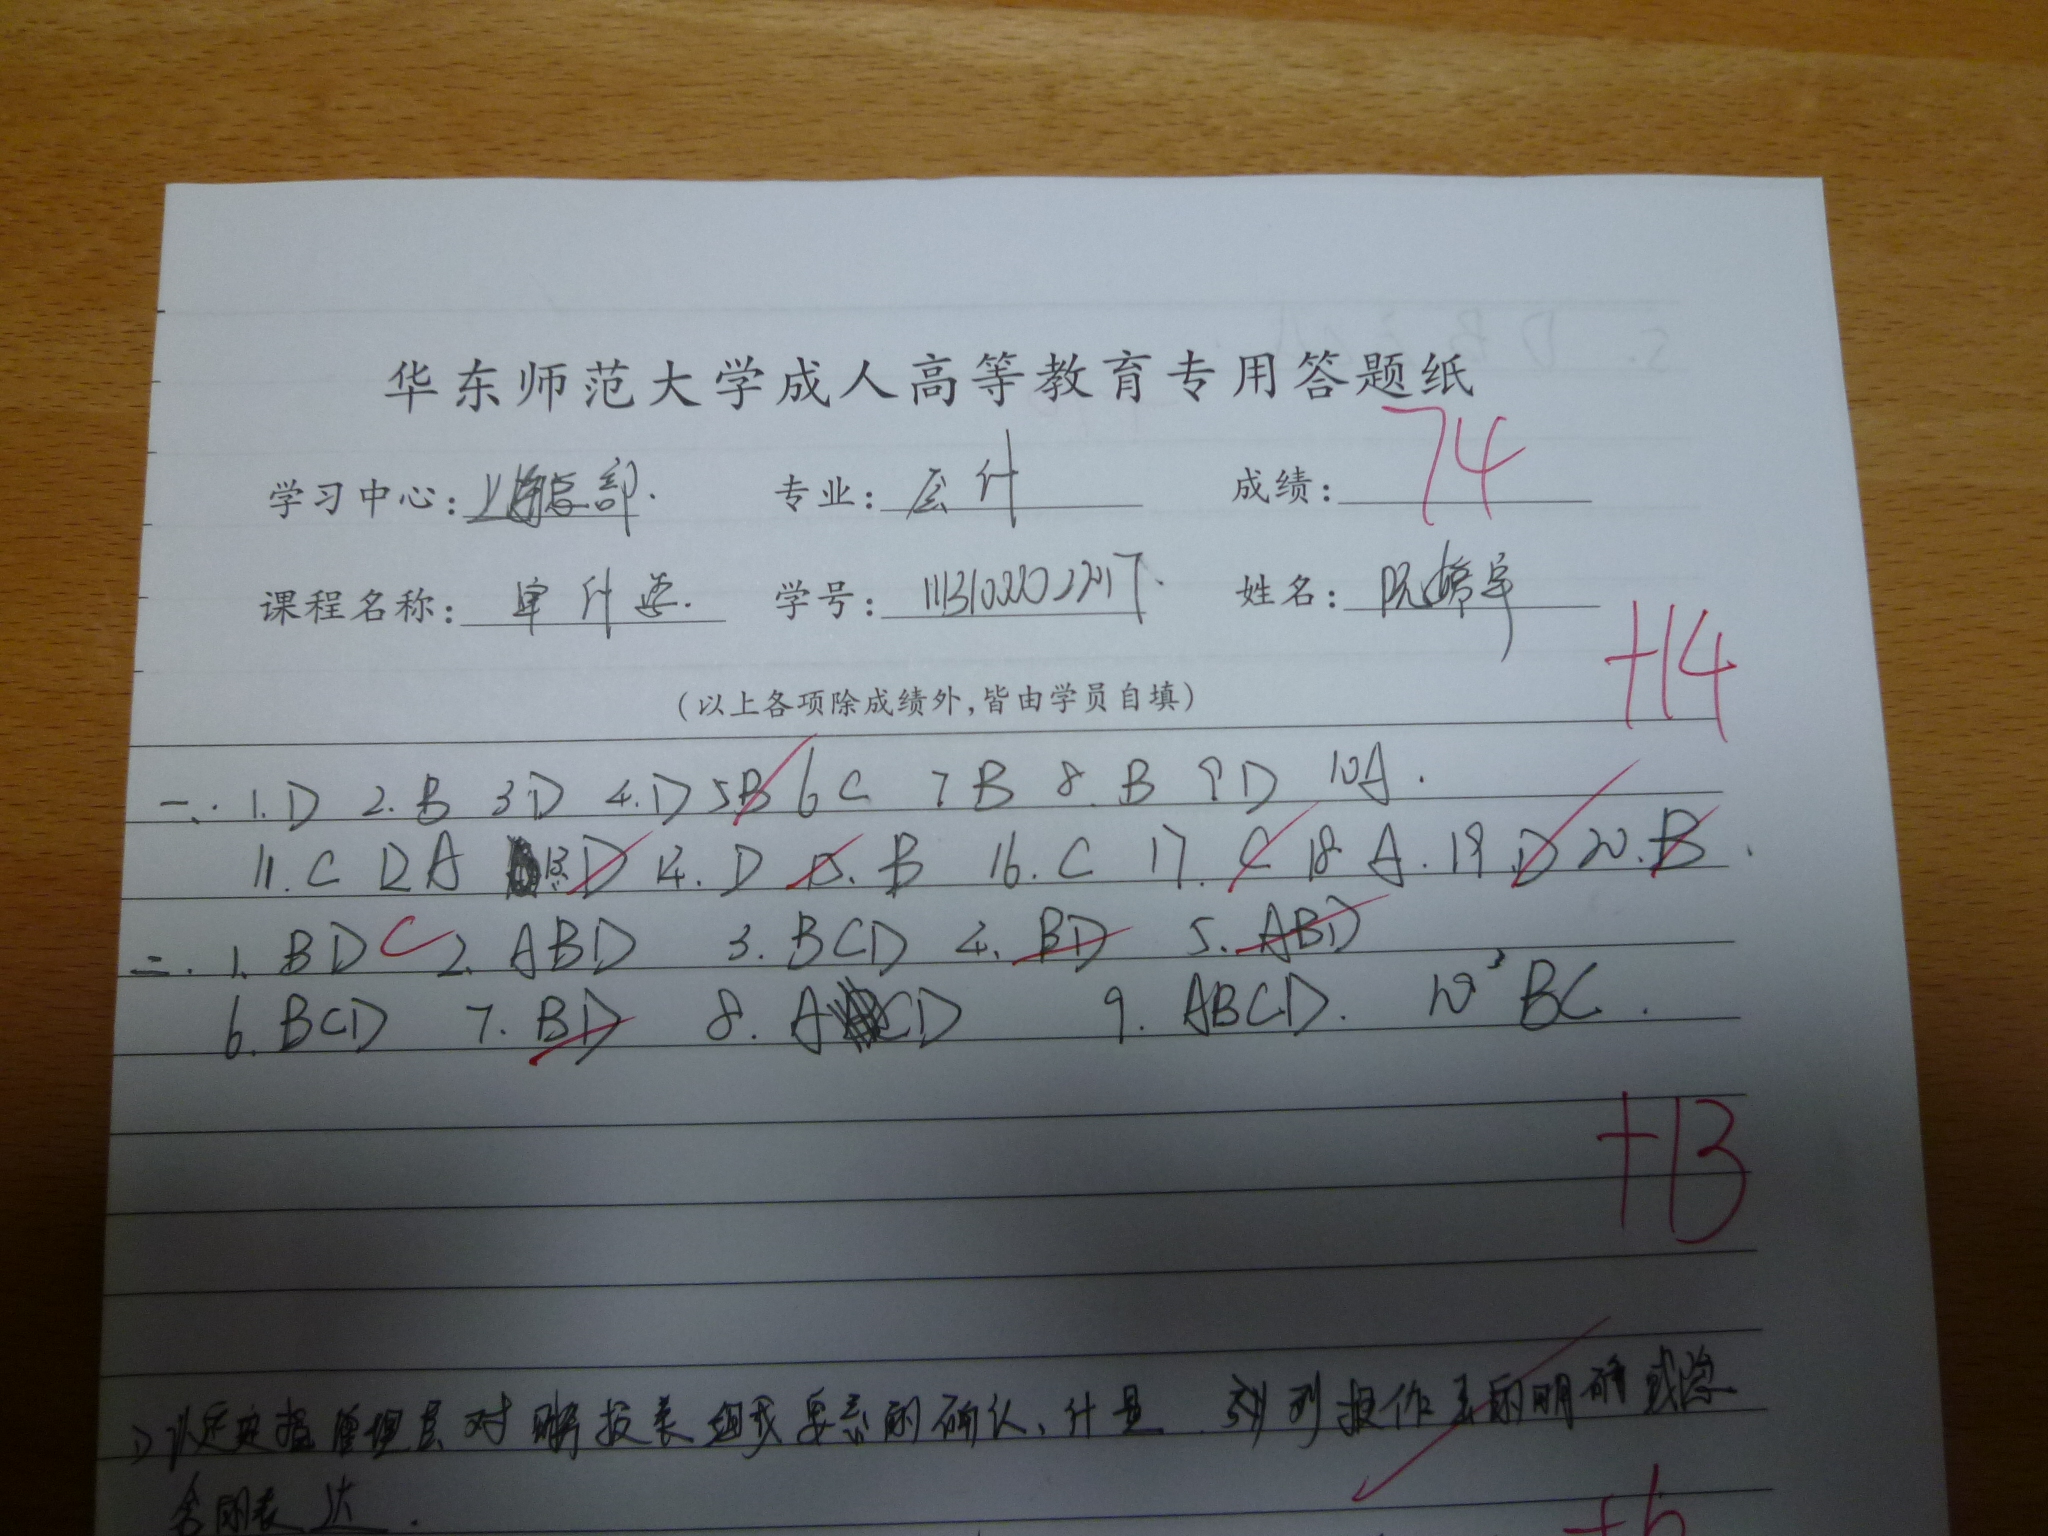 华东师范大学成人高等教育专用答题纸
学习中心: 上海总部. 专业: 会计 成绩: 74
课程名称: 审计学. 学号: 姓名: 阮婷宇
+14
(以上各项除成绩外,皆由学员自填)
一、1.D 2.B 3D 4.D 5B 6C 7B 8.B 9D 10A.
11.C 12A 13.D 14.D 15.B 16.C 17.C 18A. 19.D 20.B.
二.1.BDC 2.ABD 3.BCD 4.BD 5.ABD
6.BCD 7.BD 8.ACD 9.ABCD. 10 BC.
+13
1)认定是指管理层对财务报表组成要素的确认、计量、列报作出的明确或隐
含的表达.
+6